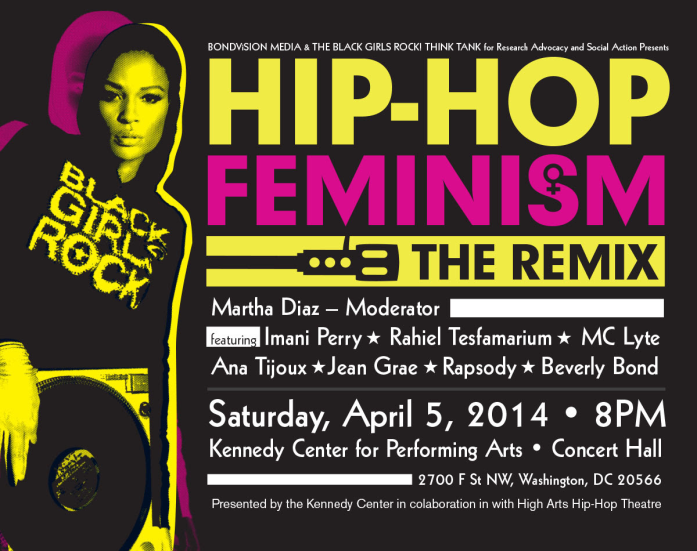 BONDVISION MEDIA & THE BLACK GIRLS ROCK! THINK TANK for Research Advocacy and Social Action Presents
HIP-HOP
FEMINISM
THE REMIX
BLACK
GIRLS
ROCK
Martha Diaz – Moderator
featuring Imani Perry ★ Rahiel Tesfamarium ★ MC Lyte
Ana Tijoux ★ Jean Grae ★ Rapsody ★ Beverly Bond
Saturday, April 5, 2014 • 8PM
Kennedy Center for Performing Arts • Concert Hall
2700 F St NW, Washington, DC 20566
Presented by the Kennedy Center in colaboration in with High Arts Hip-Hop Theatre